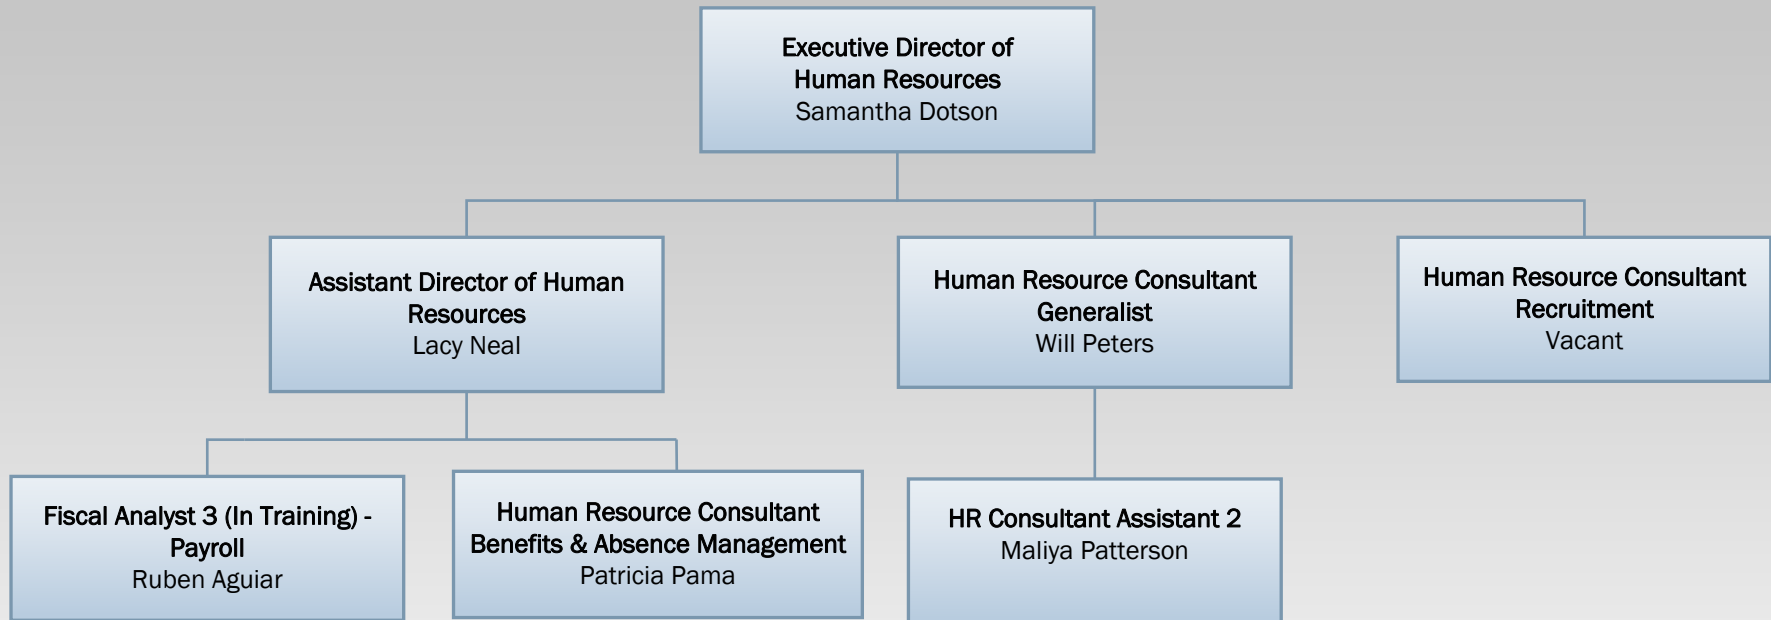 Executive Director of
Human Resources
Samantha Dotson
Assistant Director of Human
Resources
Lacy Neal
Human Resource Consultant
Generalist
Will Peters
Human Resource Consultant
Recruitment
Vacant
Fiscal Analyst 3 (In Training) -
Payroll
Ruben Aguiar
Human Resource Consultant
Benefits & Absence Management
Patricia Pama
HR Consultant Assistant 2
Maliya Patterson